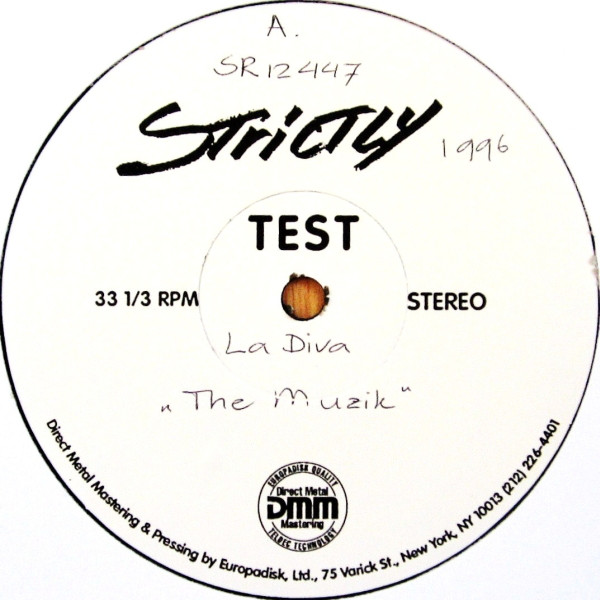 A.
SR12447
STRICTLY
1996
TEST
33 1/3 RPM
STEREO
La Diva
"The Muzik"
EUROPADISK QUALITY
Direct Metal
DMM
Mastering
TELDEC TECHNOLOGY
Direct Metal Mastering & Pressing by Europadisk, Ltd., 75 Varick St., New York, NY 10013 (212) 226-4401